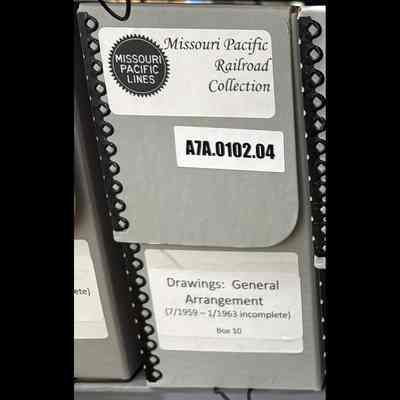 MISSOURI
PACIFIC
LINES
Missouri Pacific
Railroad
Collection
A7A.0102.04
Drawings: General
Arrangement
(7/1959 – 1/1963 incomplete)
Box 10
ete)